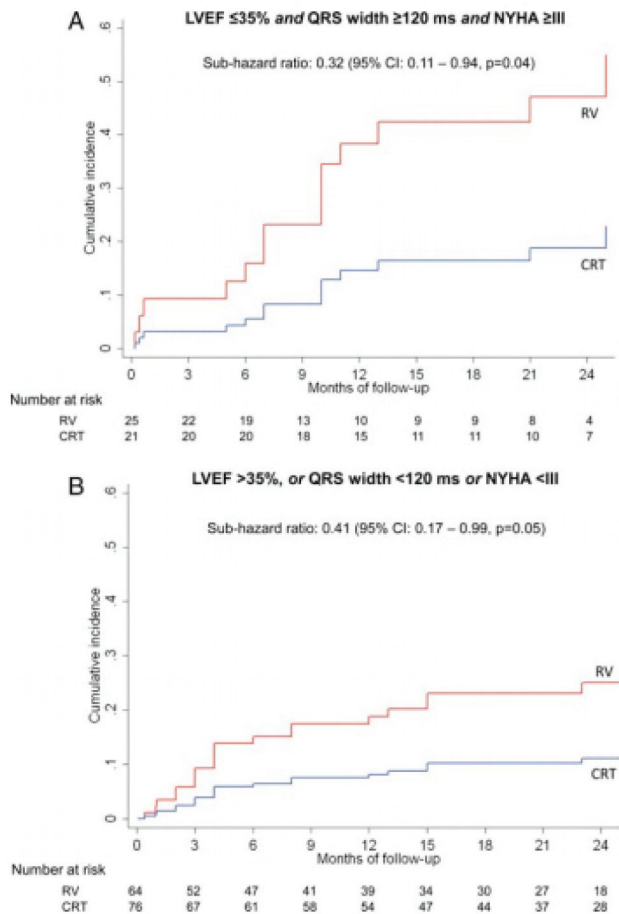 A
LVEF ≤35% and QRS width ≥120 ms and NYHA ≥III
Sub-hazard ratio: 0.32 (95% CI: 0.11 – 0.94, p=0.04)
Cumulative incidence
.6
.5
.4
.3
.2
.1
0
RV
CRT
0 3 6 9 12 15 18 21 24
Months of follow-up
Number at risk
RV 25 22 19 13 10 9 9 8 4
CRT 21 20 20 18 15 11 11 10 7
B
LVEF >35%, or QRS width <120 ms or NYHA <III
Sub-hazard ratio: 0.41 (95% CI: 0.17 – 0.99, p=0.05)
Cumulative incidence
.6
.5
.4
.3
.2
.1
0
RV
CRT
0 3 6 9 12 15 18 21 24
Months of follow-up
Number at risk
RV 64 52 47 41 39 34 30 27 18
CRT 76 67 61 58 54 47 44 37 28